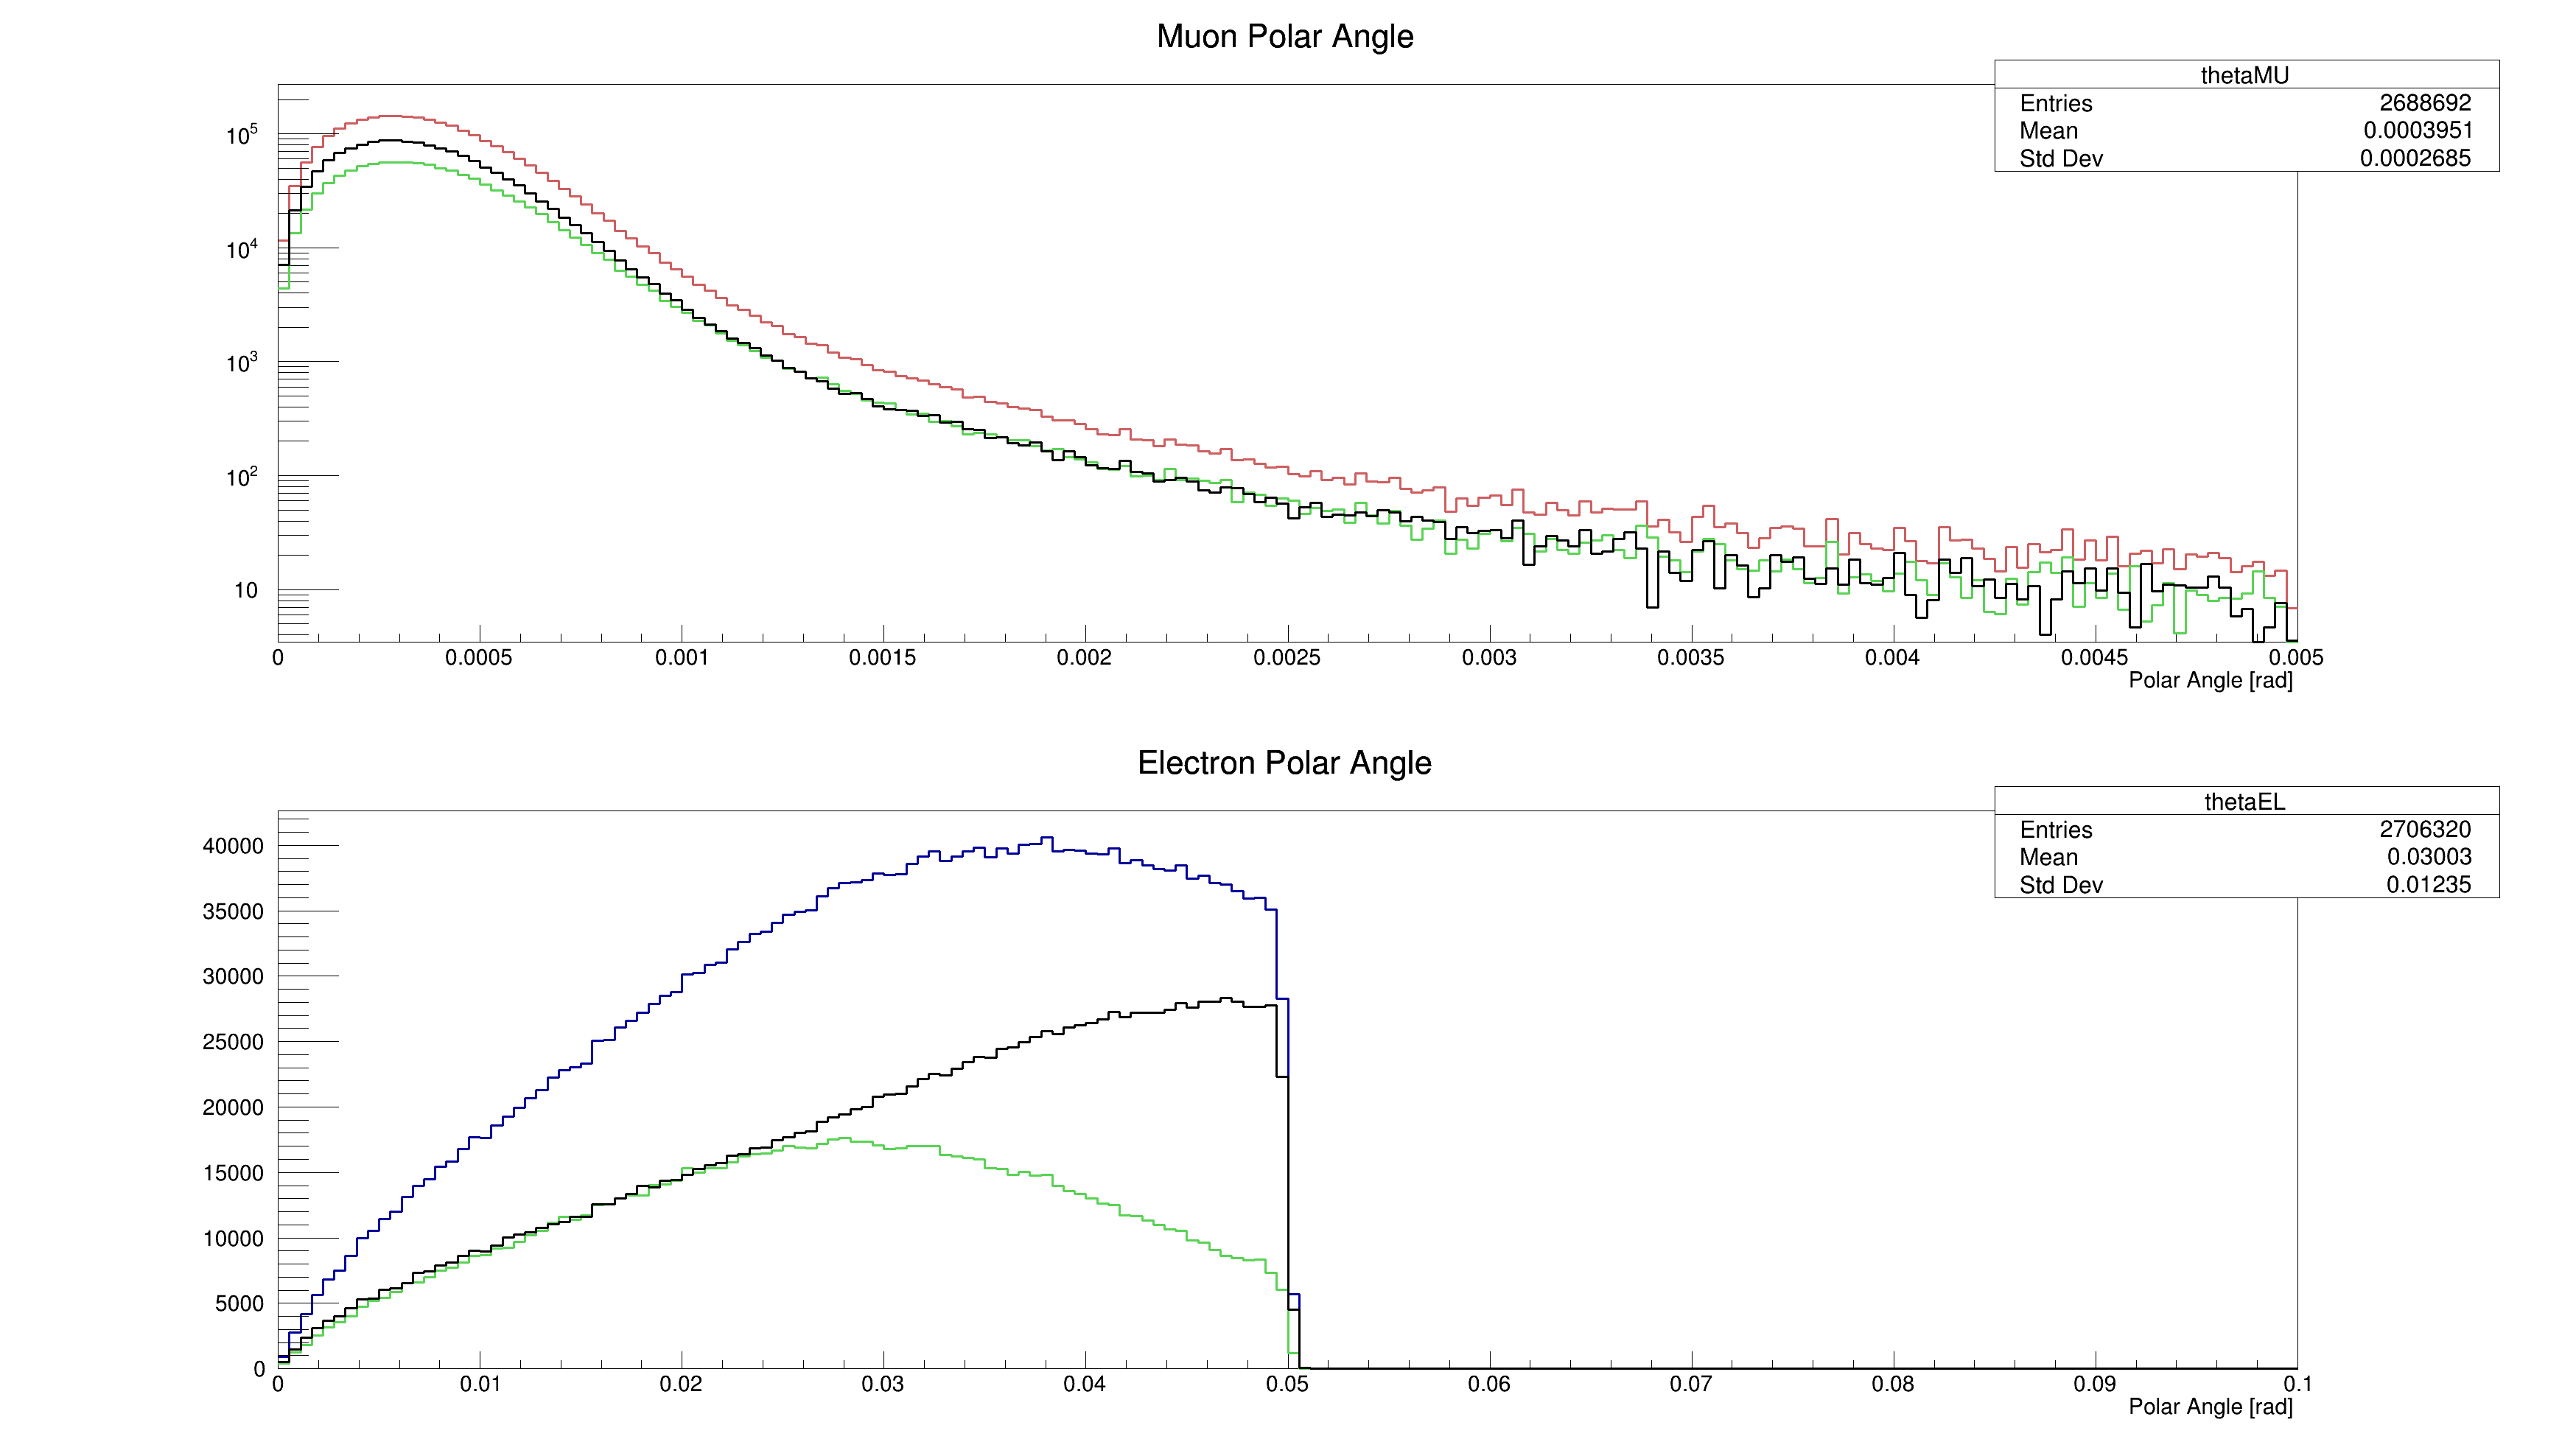 Muon Polar Angle
thetaMU
Entries 2688692
Mean 0.0003951
Std Dev 0.0002685
10⁵
10⁴
10³
10²
10
0 0.0005 0.001 0.0015 0.002 0.0025 0.003 0.0035 0.004 0.0045 0.005
Polar Angle [rad]
Electron Polar Angle
thetaEL
Entries 2706320
Mean 0.03003
Std Dev 0.01235
40000
35000
30000
25000
20000
15000
10000
5000
0
0 0.01 0.02 0.03 0.04 0.05 0.06 0.07 0.08 0.09 0.1
Polar Angle [rad]